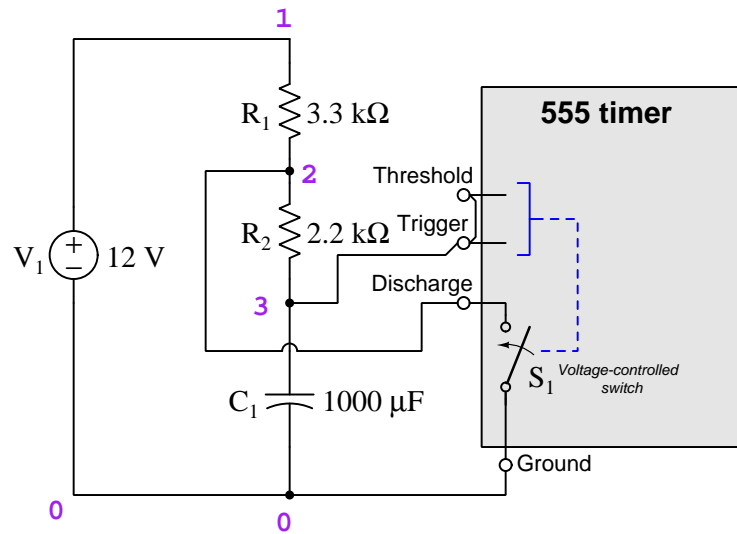 1
R1 3.3 kΩ
555 timer
2
Threshold
R2 2.2 kΩ
Trigger
V1 + − 12 V
3
Discharge
S1 Voltage-controlled
switch
C1 1000 µF
Ground
0
0